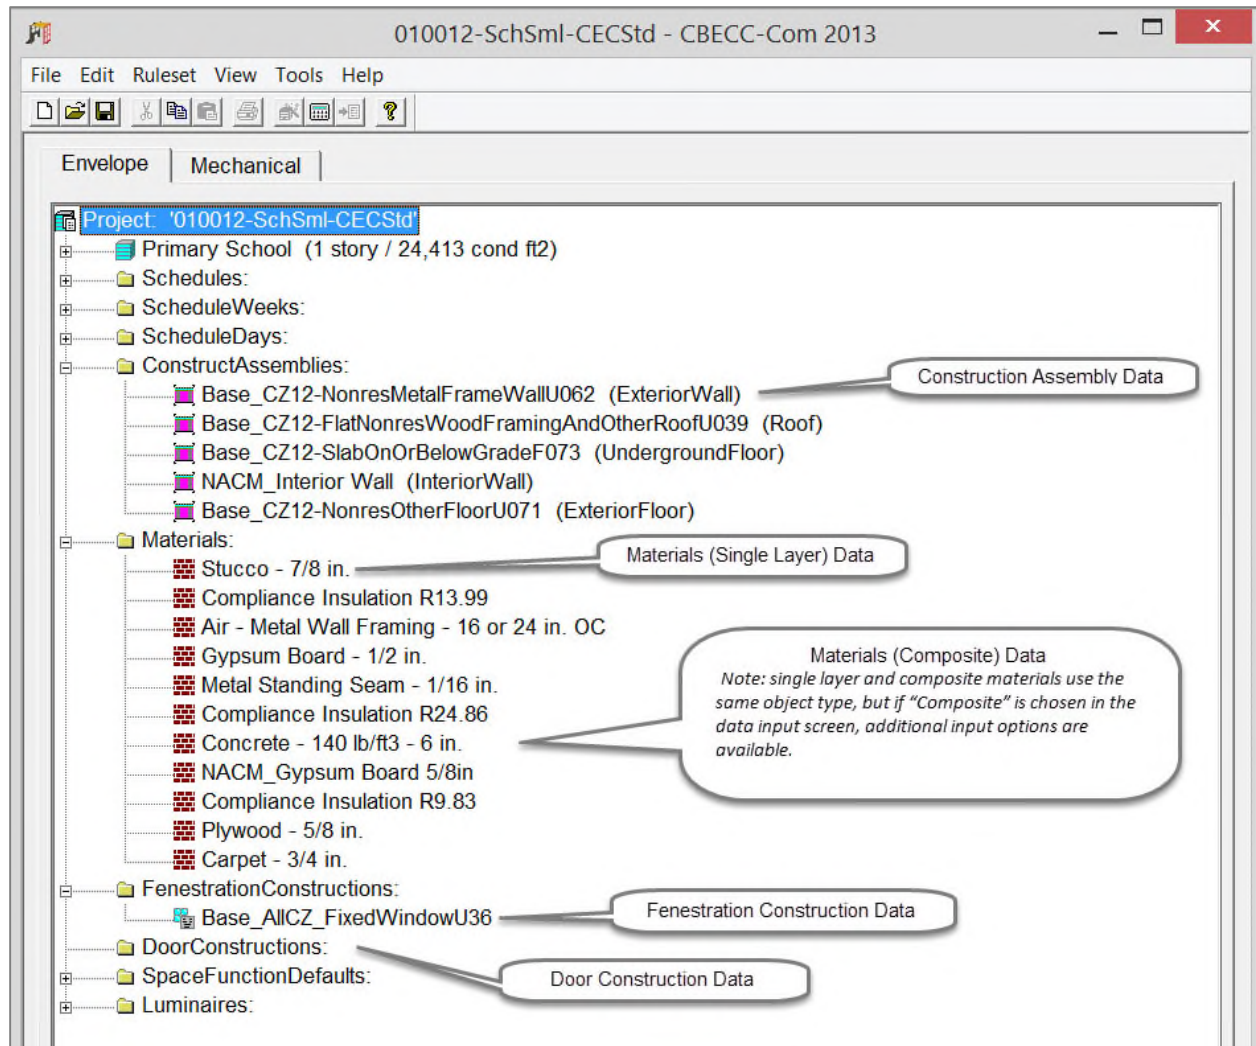 010012-SchSml-CECStd - CBECC-Com 2013
File Edit Ruleset View Tools Help
Envelope Mechanical
Project: '010012-SchSml-CECStd'
Primary School (1 story / 24,413 cond ft2)
Schedules:
ScheduleWeeks:
ScheduleDays:
ConstructAssemblies:
Construction Assembly Data
Base_CZ12-NonresMetalFrameWallU062 (ExteriorWall)
Base_CZ12-FlatNonresWoodFramingAndOtherRoofU039 (Roof)
Base_CZ12-SlabOnOrBelowGradeF073 (UndergroundFloor)
NACM_Interior Wall (InteriorWall)
Base_CZ12-NonresOtherFloorU071 (ExteriorFloor)
Materials:
Materials (Single Layer) Data
Stucco - 7/8 in.
Compliance Insulation R13.99
Air - Metal Wall Framing - 16 or 24 in. OC
Gypsum Board - 1/2 in.
Metal Standing Seam - 1/16 in.
Compliance Insulation R24.86
Concrete - 140 lb/ft3 - 6 in.
NACM_Gypsum Board 5/8in
Compliance Insulation R9.83
Plywood - 5/8 in.
Carpet - 3/4 in.
Materials (Composite) Data
Note: single layer and composite materials use the
same object type, but if “Composite” is chosen in the
data input screen, additional input options are
available.
FenestrationConstructions:
Base_AllCZ_FixedWindowU36
Fenestration Construction Data
DoorConstructions:
Door Construction Data
SpaceFunctionDefaults:
Luminaires: